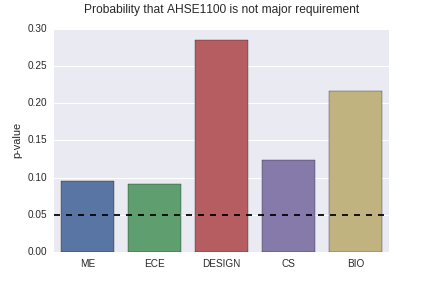 Probability that AHSE1100 is not major requirement
0.30
0.25
0.20
0.15
0.10
0.05
0.00
p-value
ME ECE DESIGN CS BIO